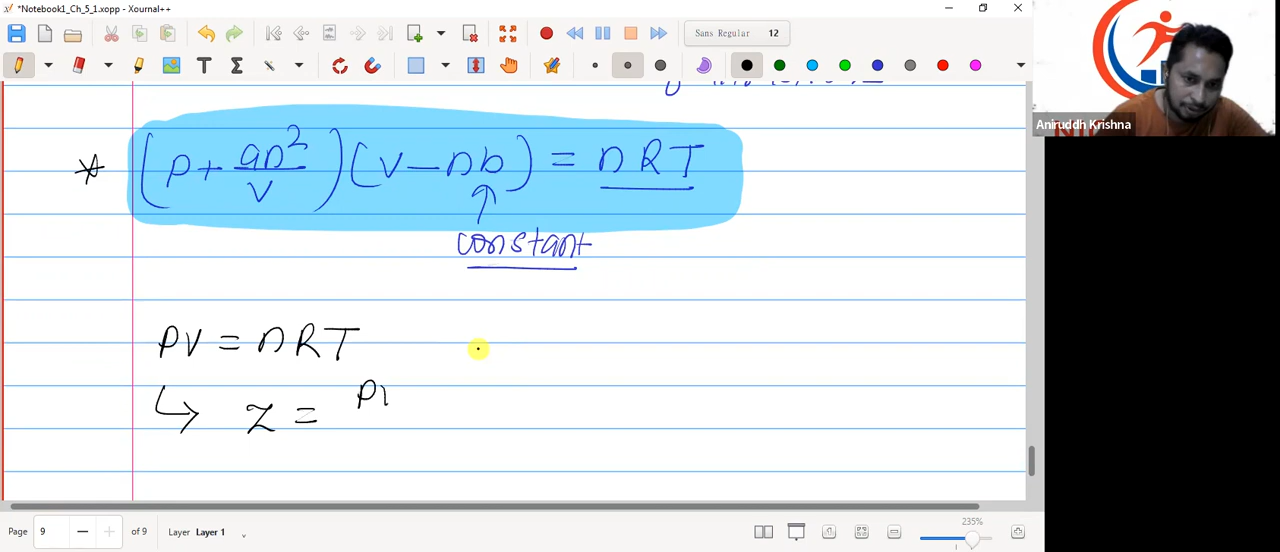 *Notebook1_Ch_5_1.xopp - Xournal++
Sans Regular 12
Aniruddh Krishna
* (P + an²/V) (V - nb) = nRT
↑
constant
PV = nRT
↳ Z = PV
Page 9 of 9 Layer Layer 1 235%